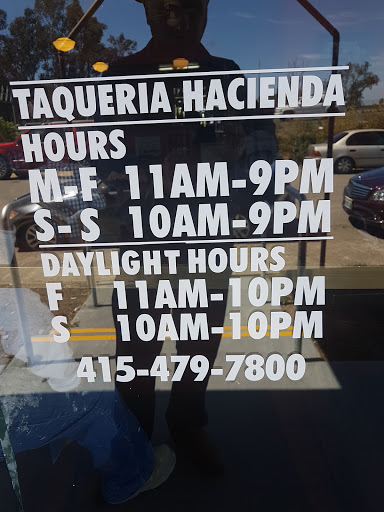 TAQUERIA HACIENDA
HOURS
M-F 11AM-9PM
S-S 10AM-9PM
DAYLIGHT HOURS
F 11AM-10PM
S 10AM-10PM
415-479-7800